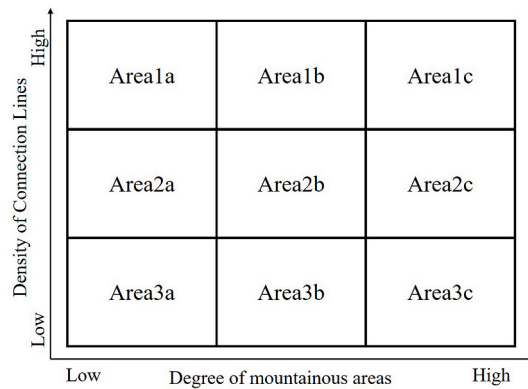 High
Density of Connection Lines
Low
Area1a Area1b Area1c
Area2a Area2b Area2c
Area3a Area3b Area3c
Low Degree of mountainous areas High